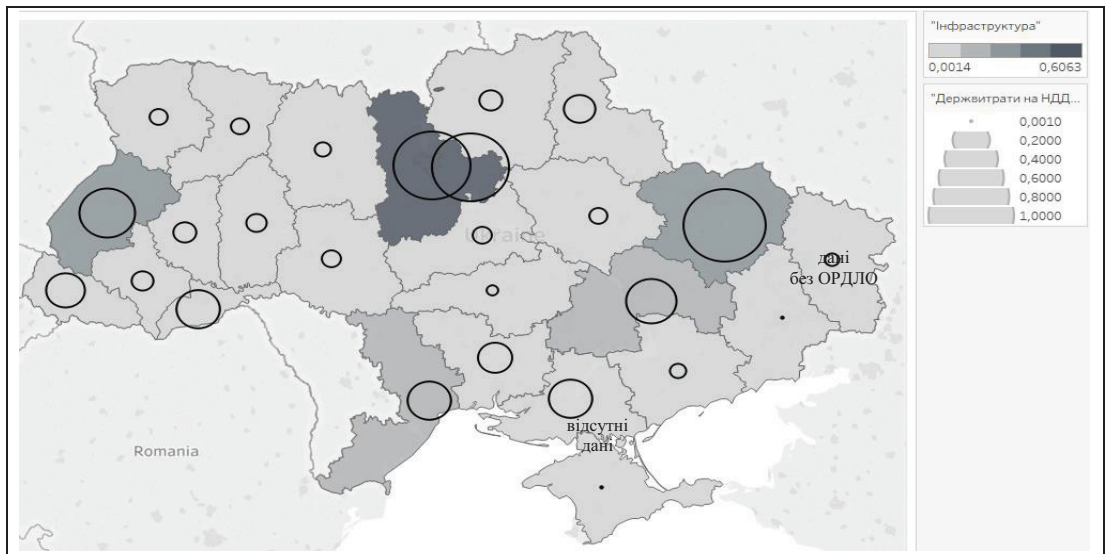 "Інфраструктура"
0,0014 0,6063
"Держвитрати на НДД...
0,0010
0,2000
0,4000
0,6000
0,8000
1,0000
Ukraine
дані
без ОРДЛО
відсутні
дані
Romania